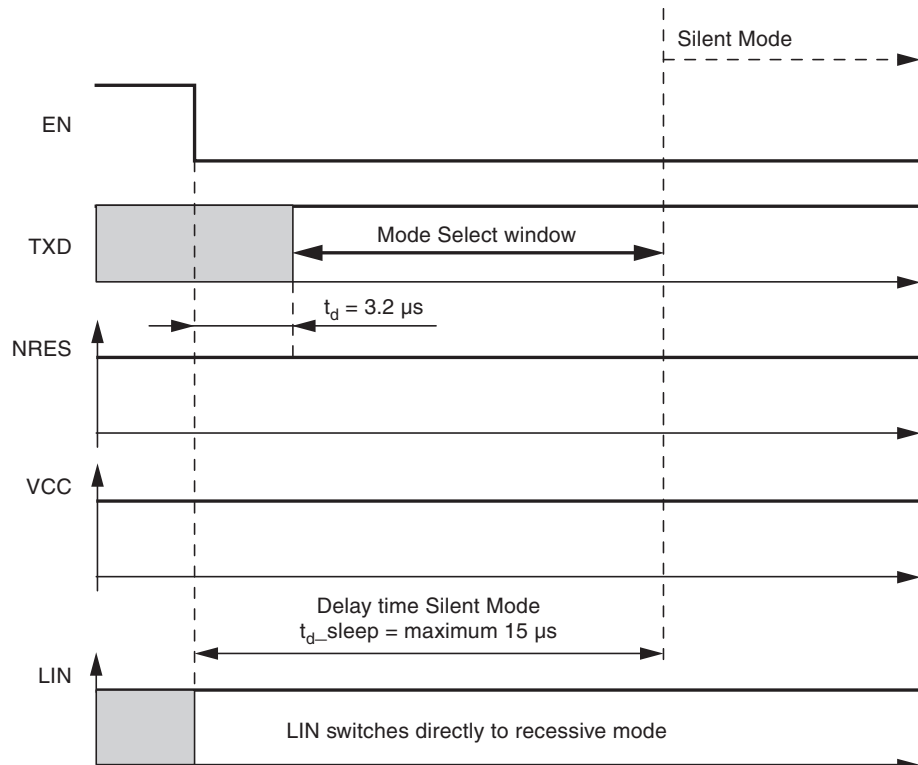 Silent Mode
EN
TXD
Mode Select window
t_d = 3.2 µs
NRES
VCC
Delay time Silent Mode
t_d_sleep = maximum 15 µs
LIN
LIN switches directly to recessive mode